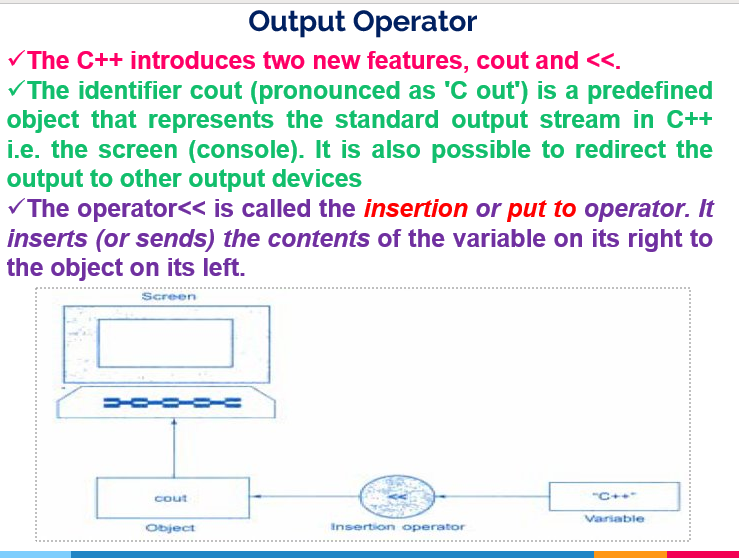 Output Operator
✓The C++ introduces two new features, cout and <<.
✓The identifier cout (pronounced as 'C out') is a predefined
object that represents the standard output stream in C++
i.e. the screen (console). It is also possible to redirect the
output to other output devices
✓The operator<< is called the insertion or put to operator. It
inserts (or sends) the contents of the variable on its right to
the object on its left.
Screen
cout
<<
"C++"
Object
Insertion operator
Variable